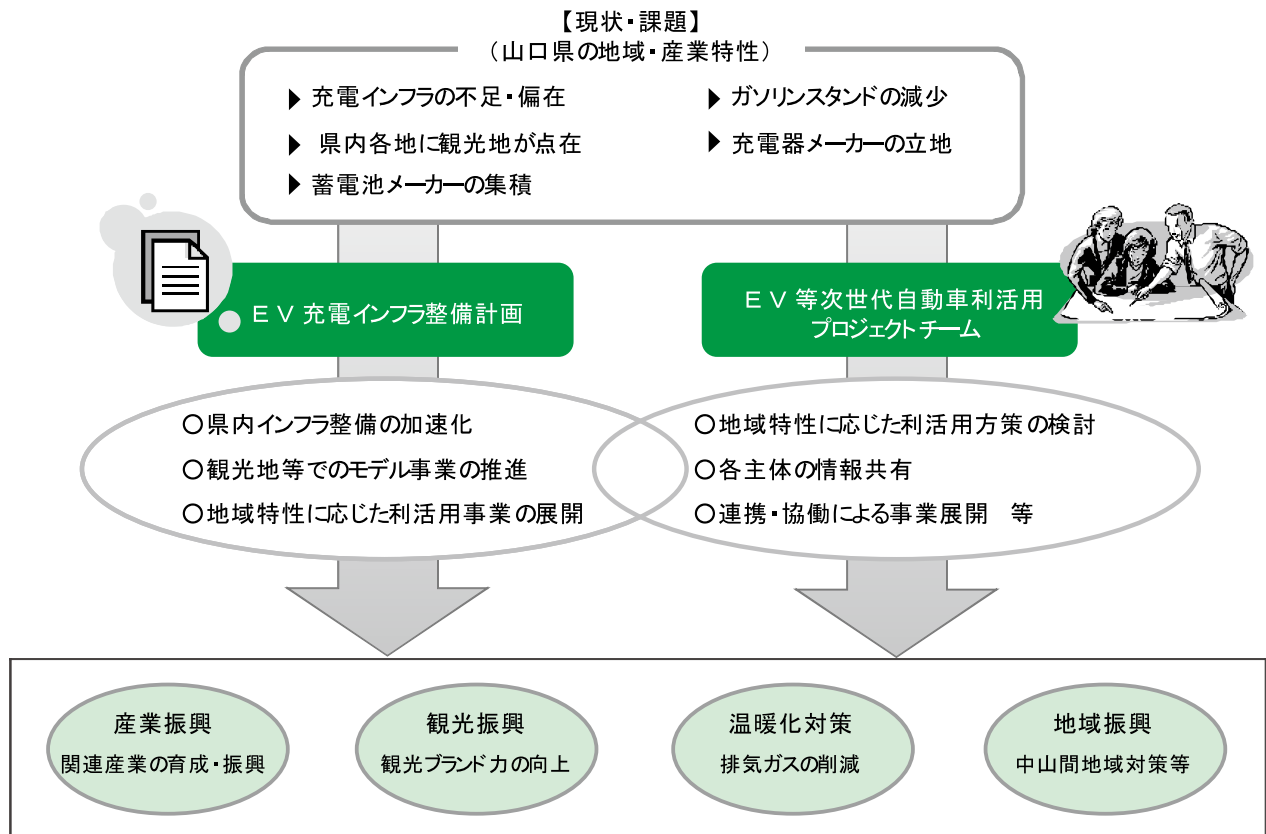 【現状・課題】
（山口県の地域・産業特性）
▶ 充電インフラの不足・偏在
▶ 県内各地に観光地が点在
▶ 蓄電池メーカーの集積
▶ ガソリンスタンドの減少
▶ 充電器メーカーの立地
ＥＶ充電インフラ整備計画
ＥＶ等次世代自動車利活用
プロジェクトチーム
○県内インフラ整備の加速化
○観光地等でのモデル事業の推進
○地域特性に応じた利活用事業の展開
○地域特性に応じた利活用方策の検討
○各主体の情報共有
○連携・協働による事業展開　等
産業振興
関連産業の育成・振興
観光振興
観光ブランド力の向上
温暖化対策
排気ガスの削減
地域振興
中山間地域対策等